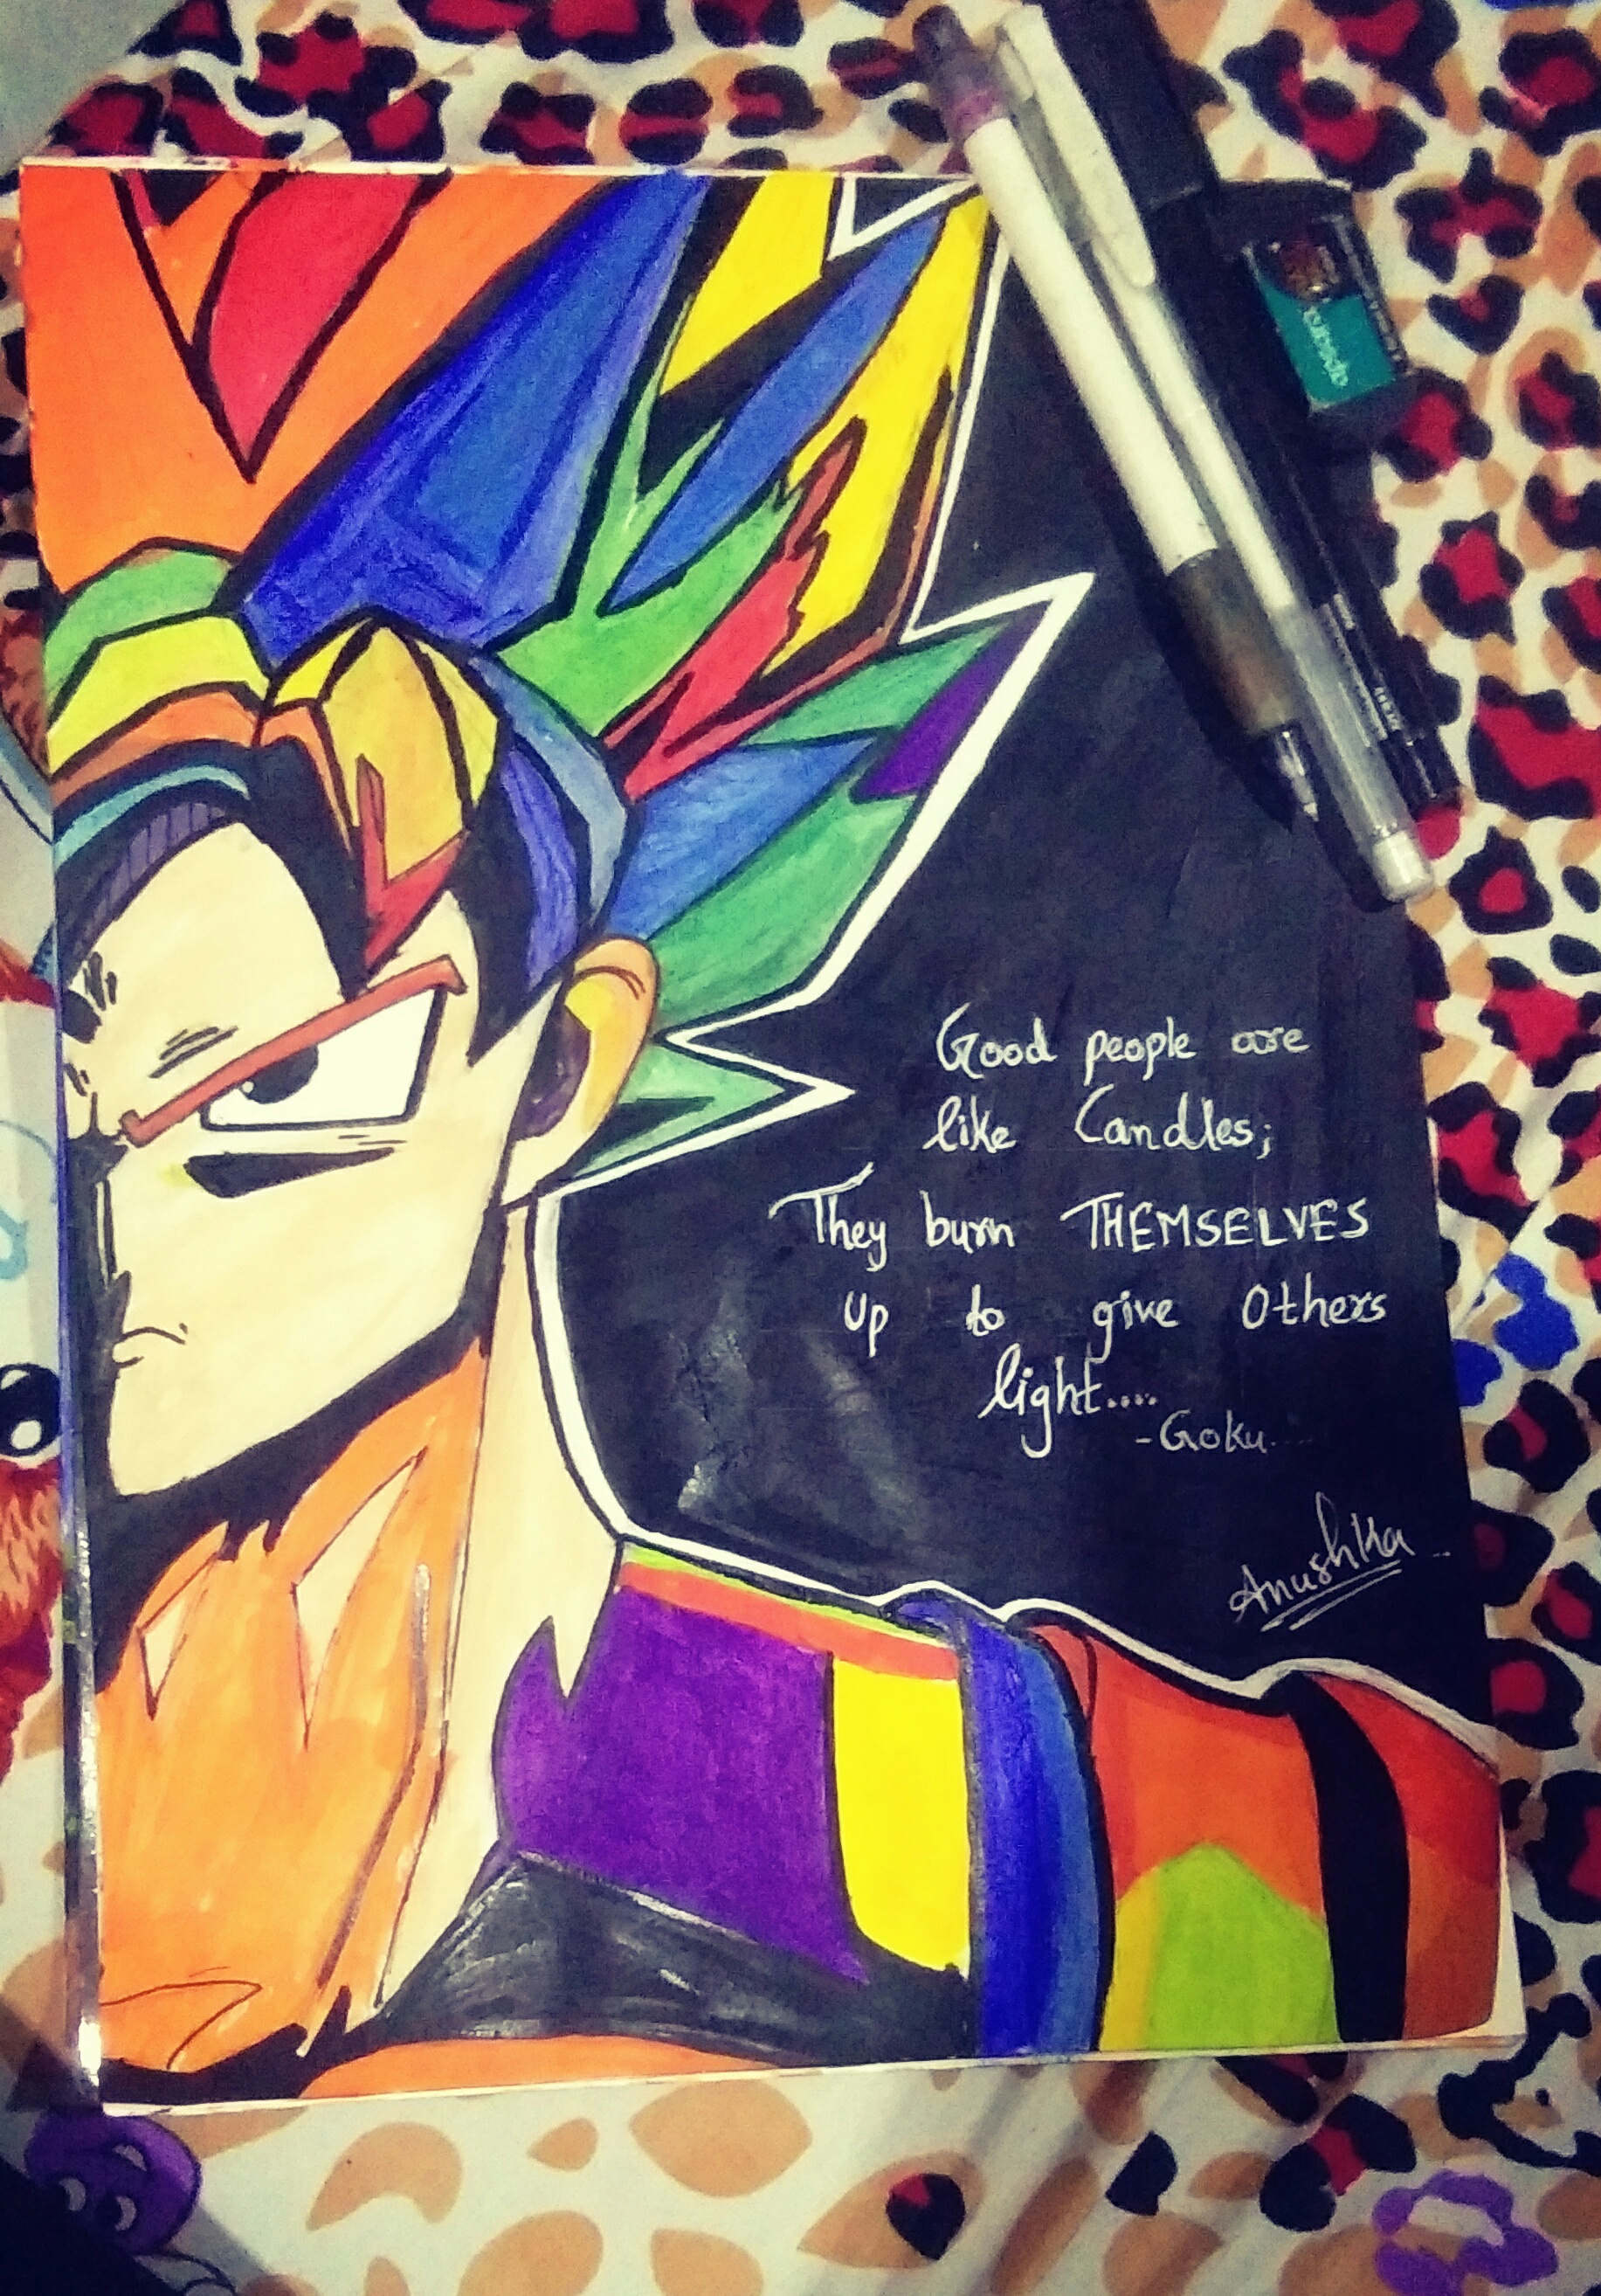 Good people are
like Candles;
They burn THEMSELVES
up to give Others
light....
-Goku
Anushka